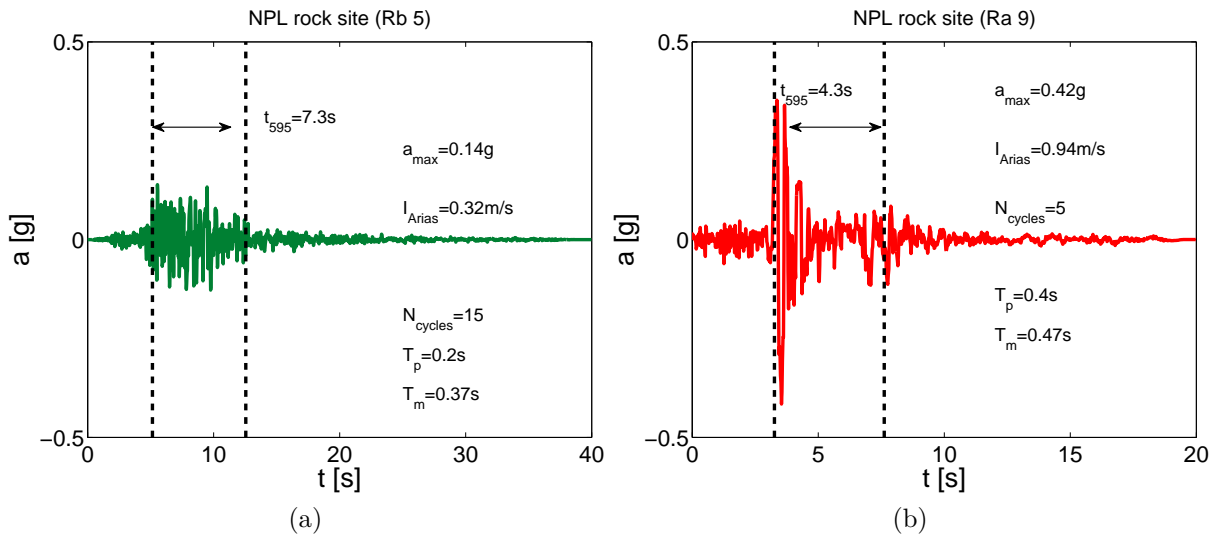 NPL rock site (Rb 5)
0.5
t595=7.3s
amax=0.14g
IArias=0.32m/s
a [g]
0
Ncycles=15
Tp=0.2s
Tm=0.37s
−0.5
0 10 20 30 40
t [s]
(a)
NPL rock site (Ra 9)
0.5
t595=4.3s
amax=0.42g
IArias=0.94m/s
Ncycles=5
a [g]
0
Tp=0.4s
Tm=0.47s
−0.5
0 5 10 15 20
t [s]
(b)